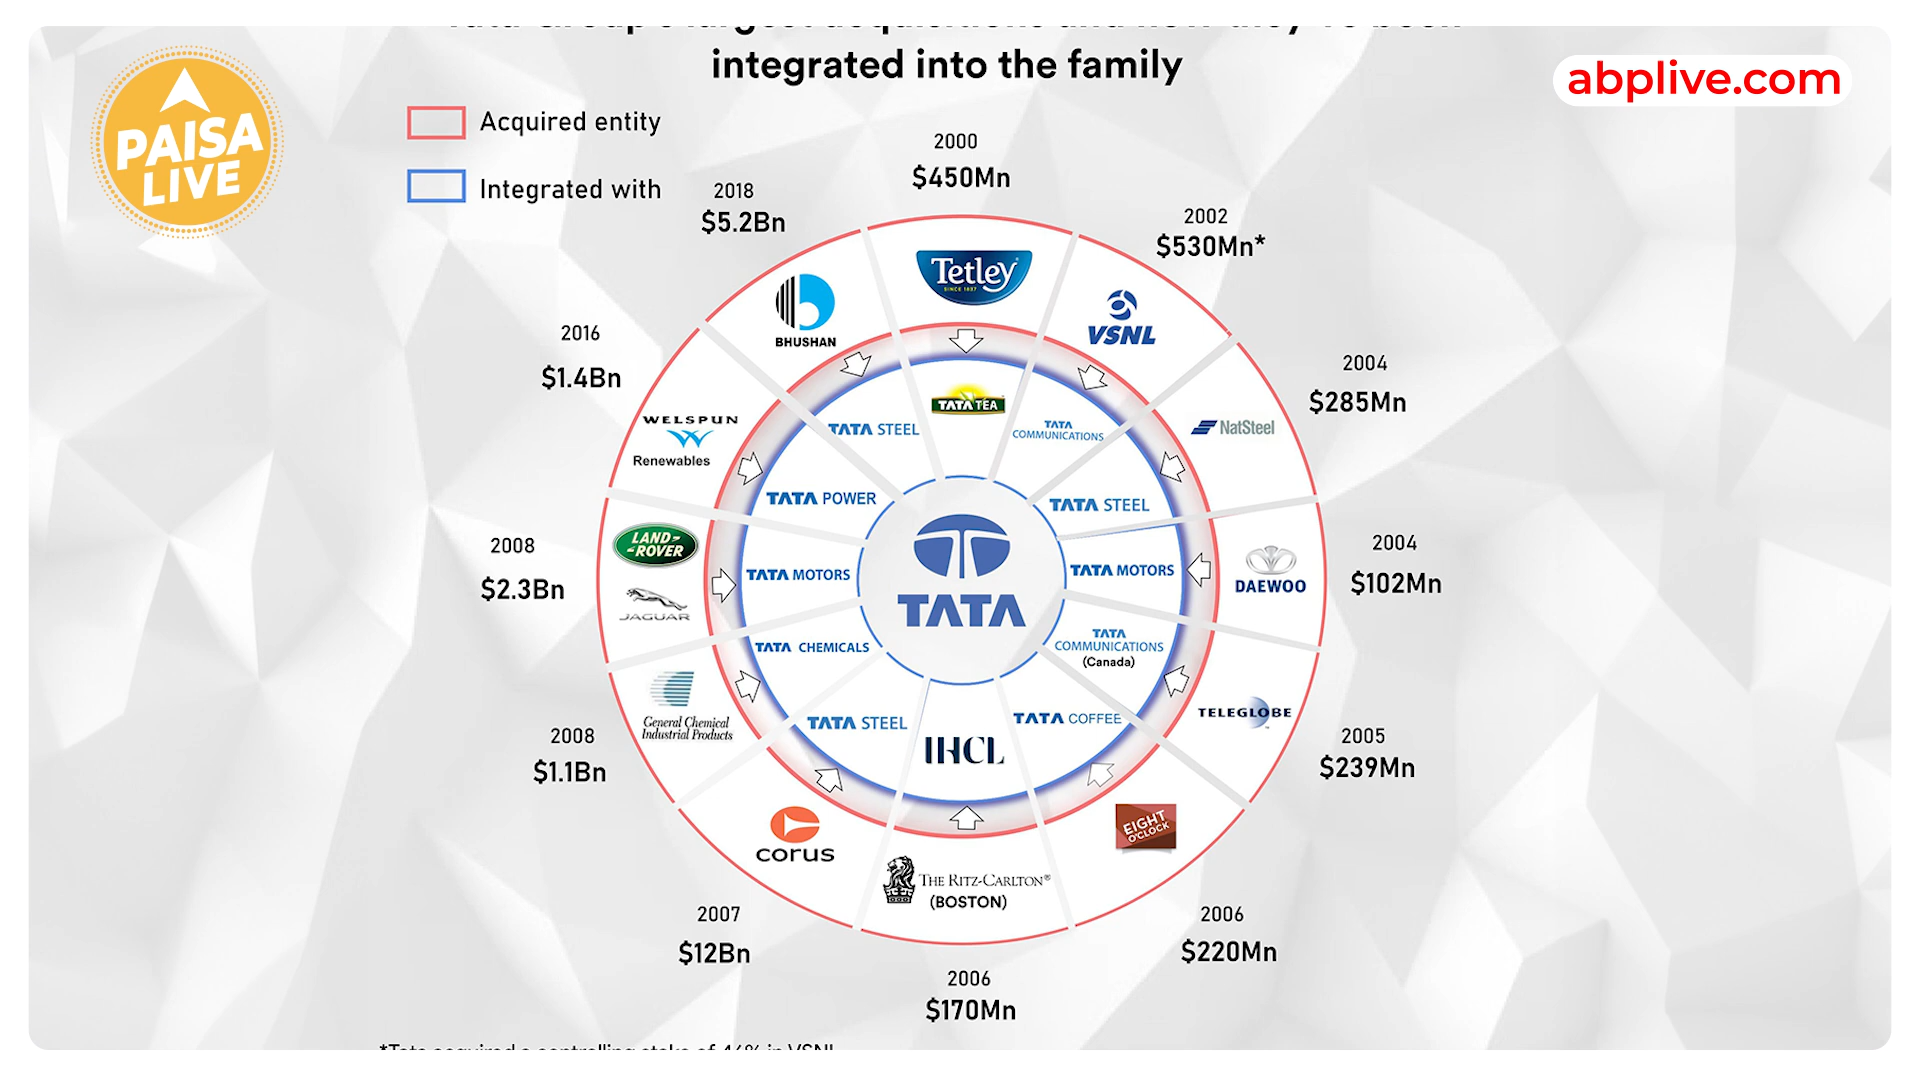 integrated into the family
abplive.com
PAISA
LIVE
Acquired entity
Integrated with
2000
$450Mn
Tetley
SINCE 1837
TATA TEA
2002
$530Mn*
VSNL
TATA
COMMUNICATIONS
2004
$285Mn
NatSteel
TATA STEEL
2004
$102Mn
DAEWOO
TATA MOTORS
2005
$239Mn
TELEGLOBE
TATA
COMMUNICATIONS
(Canada)
2006
$220Mn
EIGHT
O'CLOCK
TATA COFFEE
2006
$170Mn
THE RITZ-CARLTON®
(BOSTON)
IHCL
2007
$12Bn
corus
TATA STEEL
2008
$1.1Bn
General Chemical
Industrial Products
TATA CHEMICALS
2008
$2.3Bn
LAND-
-ROVER
JAGUAR
TATA MOTORS
2016
$1.4Bn
WELSPUN
Renewables
TATA POWER
2018
$5.2Bn
BHUSHAN
TATA STEEL
TATA